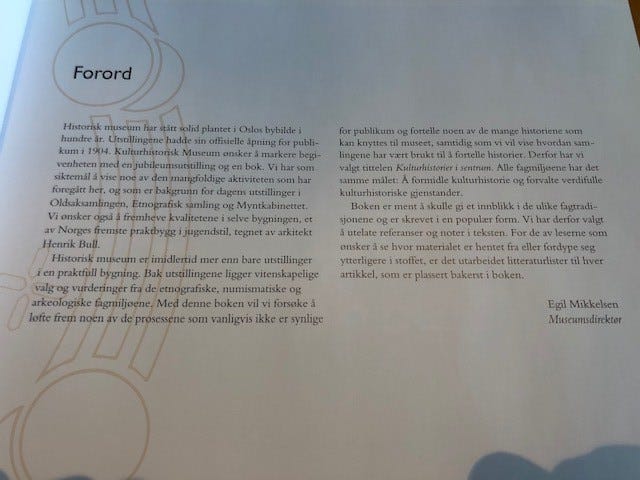 Forord
Historisk museum har stått solid plantet i Oslos bybilde i
hundre år. Utstillingene hadde sin offisielle åpning for publi-
kum i 1904. Kulturhistorisk Museum ønsker å markere begi-
venheten med en jubileumsutstilling og en bok. Vi har som
siktemål å vise noe av den mangfoldige aktiviteten som har
foregått her, og som er bakgrunn for dagens utstillinger i
Oldsaksamlingen, Etnografisk samling og Myntkabinettet.
Vi ønsker også å fremheve kvalitetene i selve bygningen, et
av Norges fremste praktbygg i jugendstil, tegnet av arkitekt
Henrik Bull.
Historisk museum er imidlertid mer enn bare utstillinger
i en praktfull bygning. Bak utstillingene ligger vitenskapelige
valg og vurderinger fra de etnografiske, numismatiske og
arkeologiske fagmiljøene. Med denne boken vil vi forsøke å
løfte frem noen av de prosessene som vanligvis ikke er synlige
for publikum og fortelle noen av de mange historiene som
kan knyttes til museet, samtidig som vi vil vise hvordan sam-
lingene har vært brukt til å fortelle historier. Derfor har vi
valgt tittelen Kulturhistorier i sentrum. Alle fagmiljøene har det
samme målet: Å formidle kulturhistorie og forvalte verdifulle
kulturhistoriske gjenstander.
Boken er ment å skulle gi et innblikk i de ulike fagtradi-
sjonene og er skrevet i en populær form. Vi har derfor valgt
å utelate referanser og noter i teksten. For de av leserne som
ønsker å se hvor materialet er hentet fra eller fordype seg
ytterligere i stoffet, er det utarbeidet litteraturlister til hver
artikkel, som er plassert bakerst i boken.
Egil Mikkelsen
Museumsdirektør